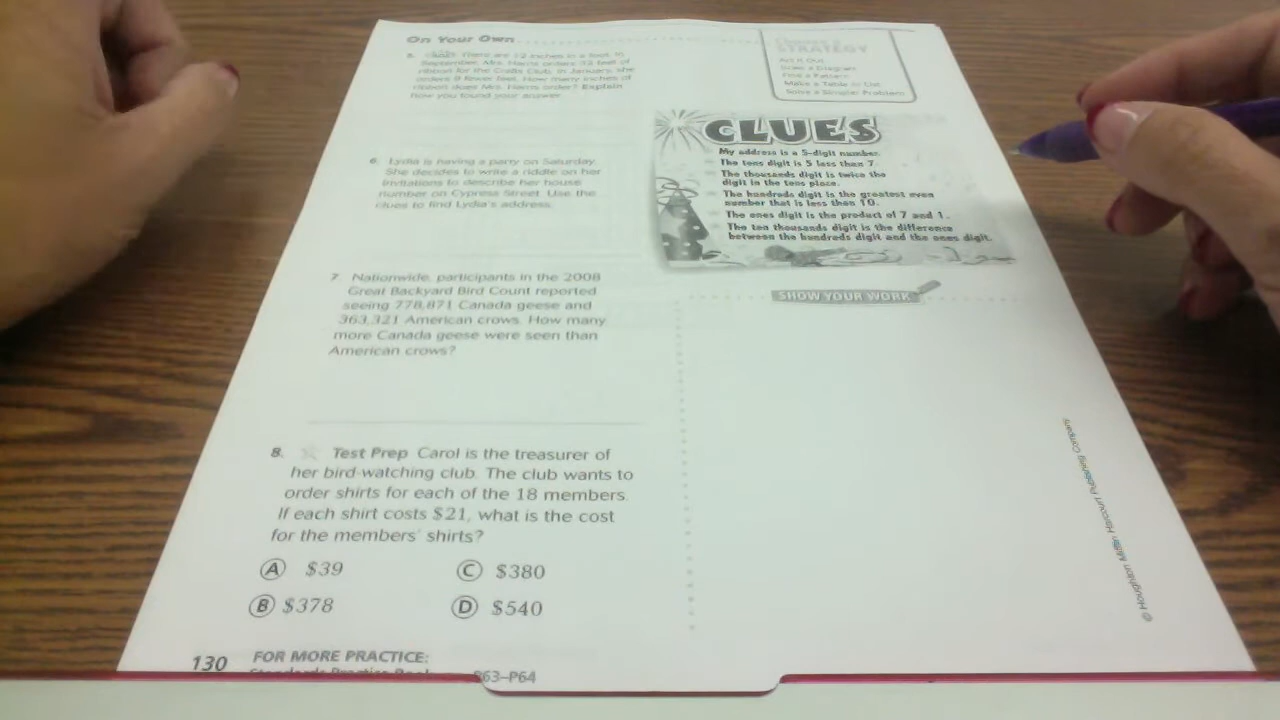 On Your Own
5. There are 12 inches in a foot. In
September, Mrs. Harris orders feet of
ribbon for the Crafts Club. In January, she
orders 9 fewer feet. How many inches of
ribbon does Mrs. Harris order? Explain
how you found your answer.
Choose a
STRATEGY
Act It Out
Draw a Diagram
Find a Pattern
Make a Table or List
Solve a Simpler Problem
6. Lydia is having a party on Saturday.
She decides to write a riddle on her
invitations to describe her house
number on Cypress Street. Use the
clues to find Lydia's address.
CLUES
My address is a 5-digit number.
The tens digit is 5 less than 7.
The thousands digit is twice the
digit in the tens place.
The hundreds digit is the greatest even
number that is less than 10.
The ones digit is the product of 7 and 1.
The ten thousands digit is the difference
between the hundreds digit and the ones digit.
7. Nationwide, participants in the 2008
Great Backyard Bird Count reported
seeing 778,871 Canada geese and
363,321 American crows. How many
more Canada geese were seen than
American crows?
SHOW YOUR WORK
8. Test Prep Carol is the treasurer of
her bird-watching club. The club wants to
order shirts for each of the 18 members.
If each shirt costs $21, what is the cost
for the members' shirts?
A $39
C $380
B $378
D $540
© Houghton Mifflin Harcourt Publishing Company
130 FOR MORE PRACTICE:
Standards Practice Book, P63–P64